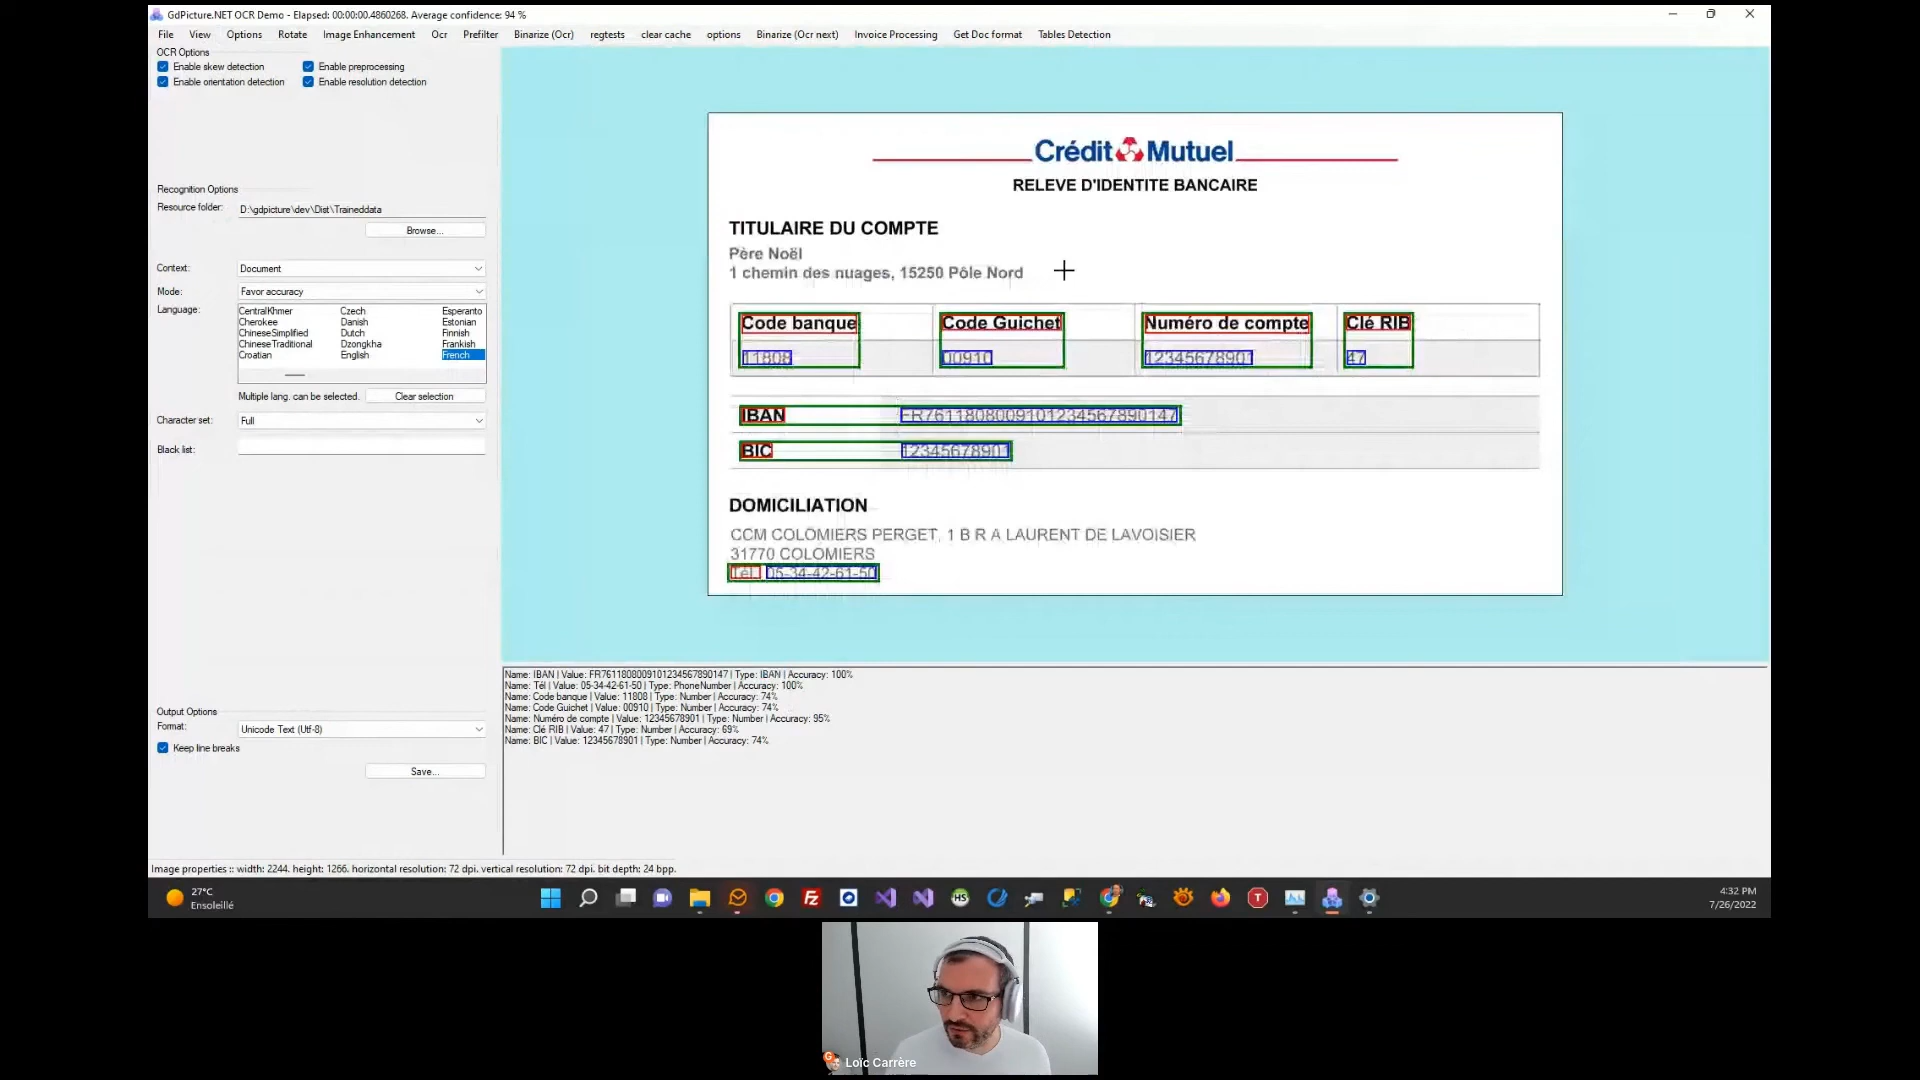 GdPicture.NET OCR Demo - Elapsed: 00:00:00.4860268. Average confidence: 94 %
File View Options Rotate Image Enhancement Ocr Prefilter Binarize (Ocr) regtests clear cache options Binarize (Ocr next) Invoice Processing Get Doc format Tables Detection
OCR Options
Enable skew detection Enable preprocessing
Enable orientation detection Enable resolution detection
Recognition Options
Resource folder: D:\gdpicture\dev\Dist\Traineddata
Browse...
Context: Document
Mode: Favor accuracy
Language:
CentralKhmer Czech Esperanto
Cherokee Danish Estonian
ChineseSimplified Dutch Finnish
ChineseTraditional Dzongkha Frankish
Croatian English French
Multiple lang. can be selected. Clear selection
Character set: Full
Black list:
Output Options
Format: Unicode Text (Utf-8)
Keep line breaks
Save...
Crédit Mutuel
RELEVE D'IDENTITE BANCAIRE
TITULAIRE DU COMPTE
Père Noël
1 chemin des nuages, 15250 Pôle Nord
Code banque Code Guichet Numéro de compte Clé RIB
11808 00910 12345678901 47
IBAN FR7611808009101234567890147
BIC 12345678901
DOMICILIATION
CCM COLOMIERS PERGET, 1 B R A LAURENT DE LAVOISIER
31770 COLOMIERS
Tél. 05-34-42-61-50
Name: IBAN | Value: FR7611808009101234567890147 | Type: IBAN | Accuracy: 100%
Name: Tél | Value: 05-34-42-61-50 | Type: PhoneNumber | Accuracy: 100%
Name: Code banque | Value: 11808 | Type: Number | Accuracy: 74%
Name: Code Guichet | Value: 00910 | Type: Number | Accuracy: 74%
Name: Numéro de compte | Value: 12345678901 | Type: Number | Accuracy: 95%
Name: Clé RIB | Value: 47 | Type: Number | Accuracy: 69%
Name: BIC | Value: 12345678901 | Type: Number | Accuracy: 74%
Image properties :: width: 2244. height: 1266. horizontal resolution: 72 dpi. vertical resolution: 72 dpi. bit depth: 24 bpp.
27°C
Ensoleillé
HS
T
4:32 PM
7/26/2022
G
Loïc Carrère